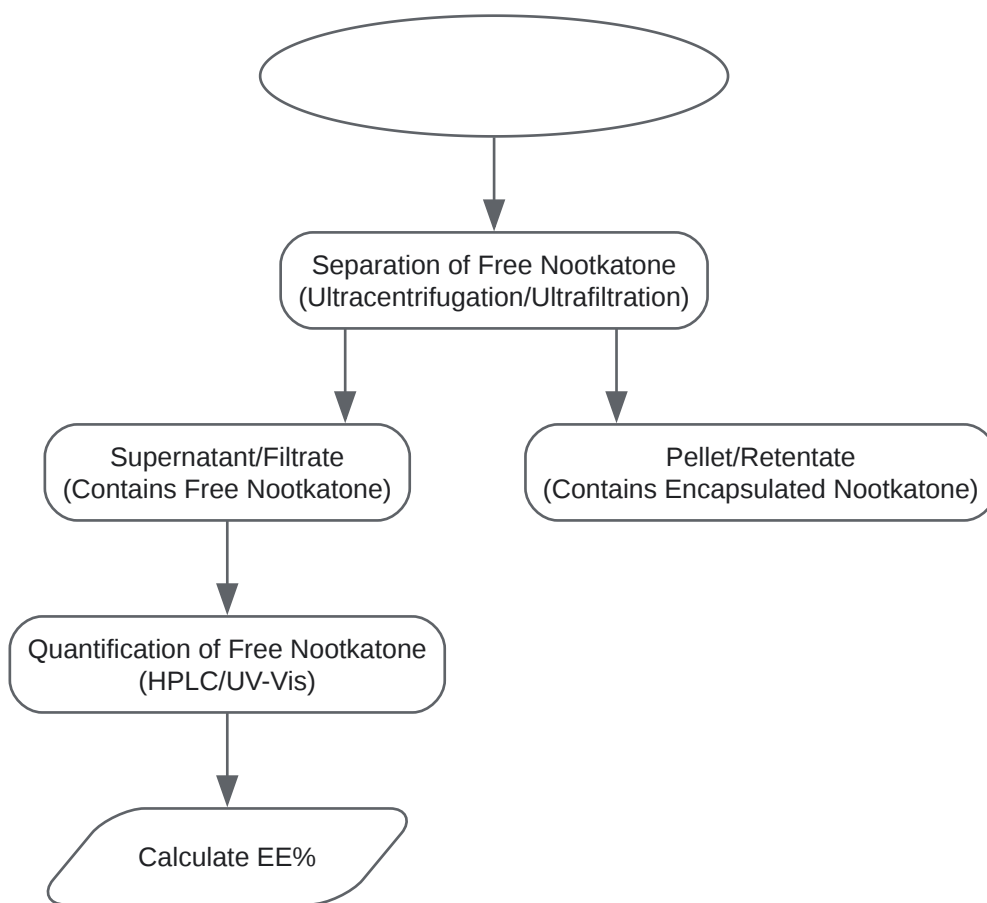 Separation of Free Nootkatone
(Ultracentrifugation/Ultrafiltration)
Supernatant/Filtrate
(Contains Free Nootkatone)
Pellet/Retentate
(Contains Encapsulated Nootkatone)
Quantification of Free Nootkatone
(HPLC/UV-Vis)
Calculate EE%